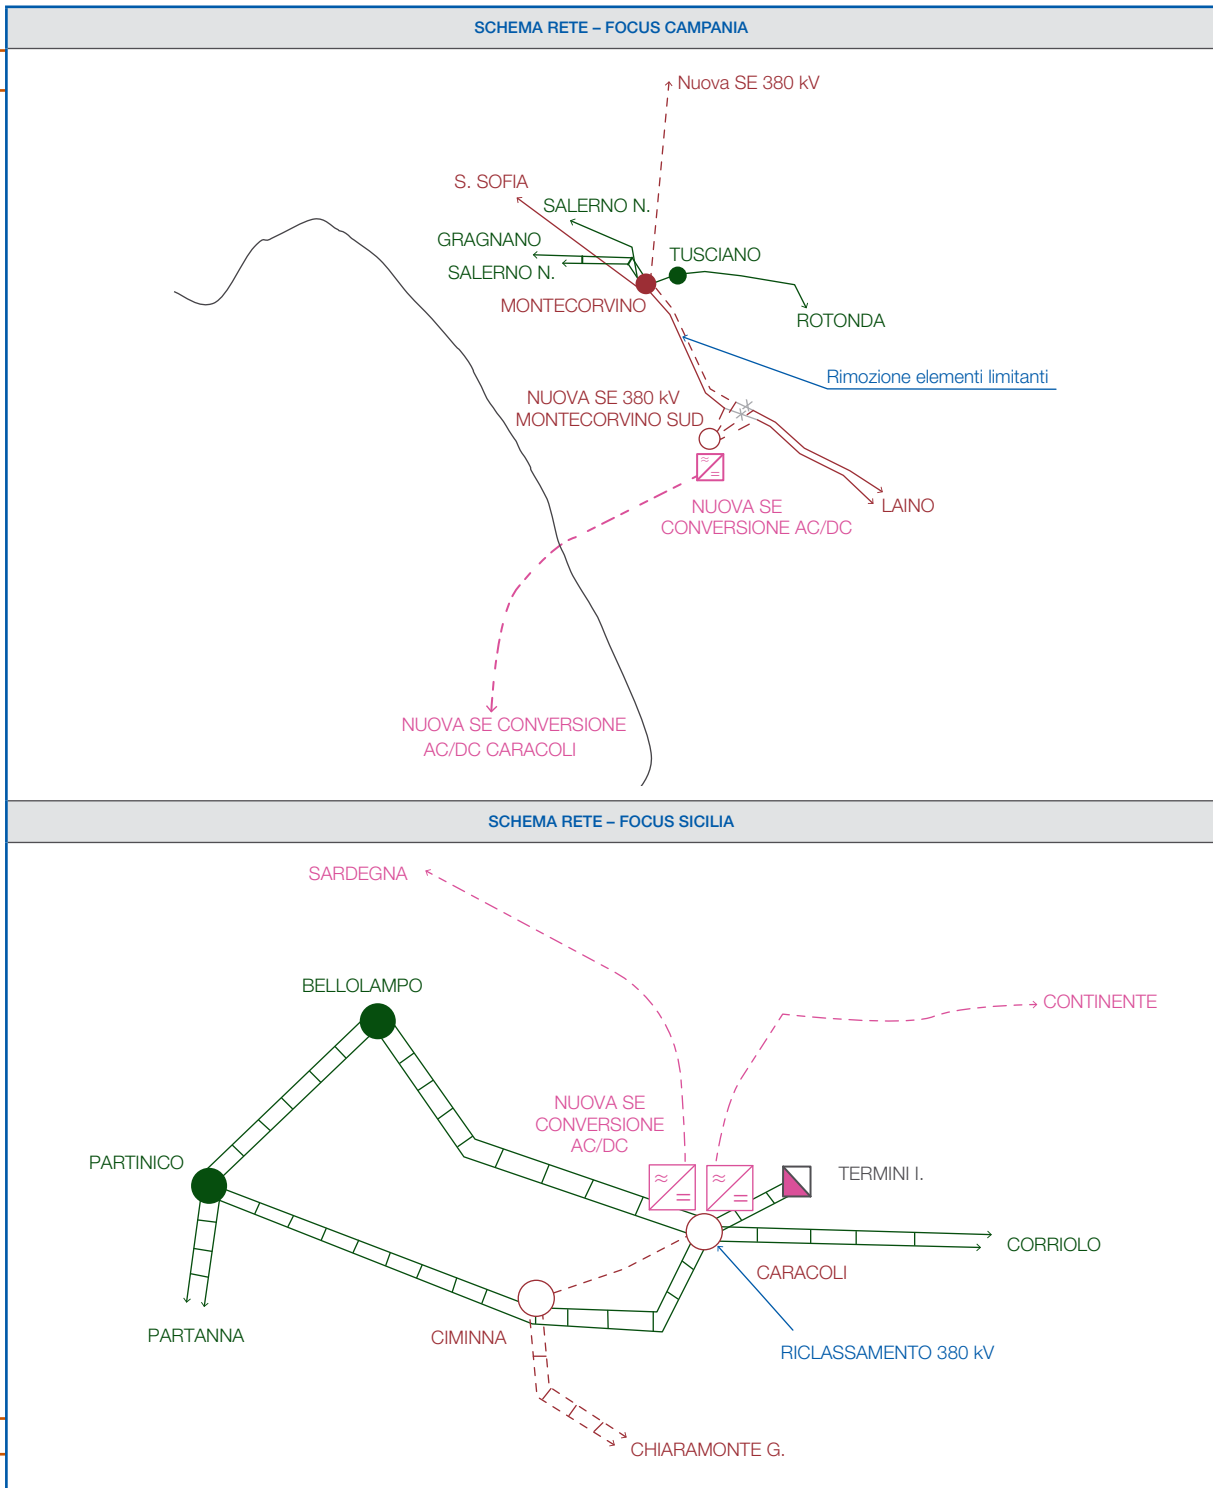 SCHEMA RETE – FOCUS CAMPANIA
Nuova SE 380 kV
S. SOFIA
SALERNO N.
GRAGNANO
TUSCIANO
SALERNO N.
MONTECORVINO
ROTONDA
Rimozione elementi limitanti
NUOVA SE 380 kV
MONTECORVINO SUD
LAINO
NUOVA SE
CONVERSIONE AC/DC
NUOVA SE CONVERSIONE
AC/DC CARACOLI
SCHEMA RETE – FOCUS SICILIA
SARDEGNA
BELLOLAMPO
CONTINENTE
NUOVA SE
CONVERSIONE
AC/DC
PARTINICO
TERMINI I.
CORRIOLO
CARACOLI
PARTANNA
CIMINNA
RICLASSAMENTO 380 kV
CHIARAMONTE G.